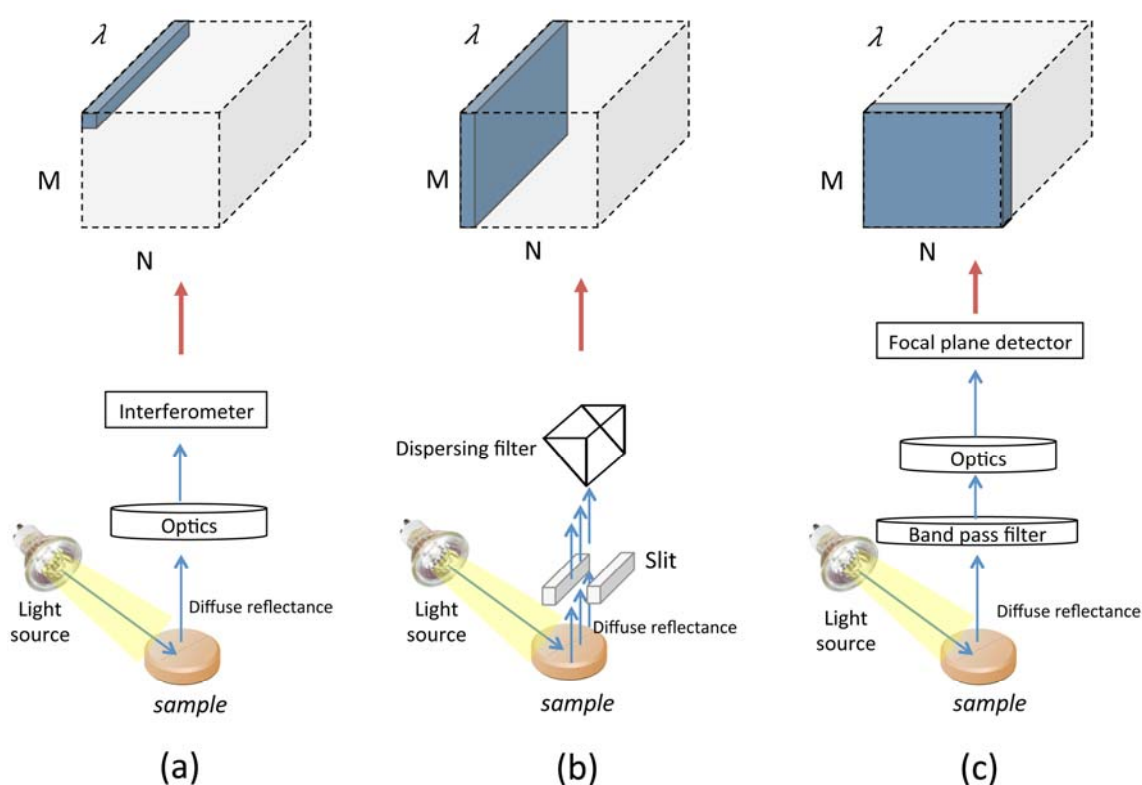 λ
M
N
Interferometer
Optics
Light
source
Diffuse reflectance
sample
(a)
λ
M
N
Dispersing filter
Slit
Light
source
Diffuse reflectance
sample
(b)
λ
M
N
Focal plane detector
Optics
Band pass filter
Light
source
Diffuse reflectance
sample
(c)